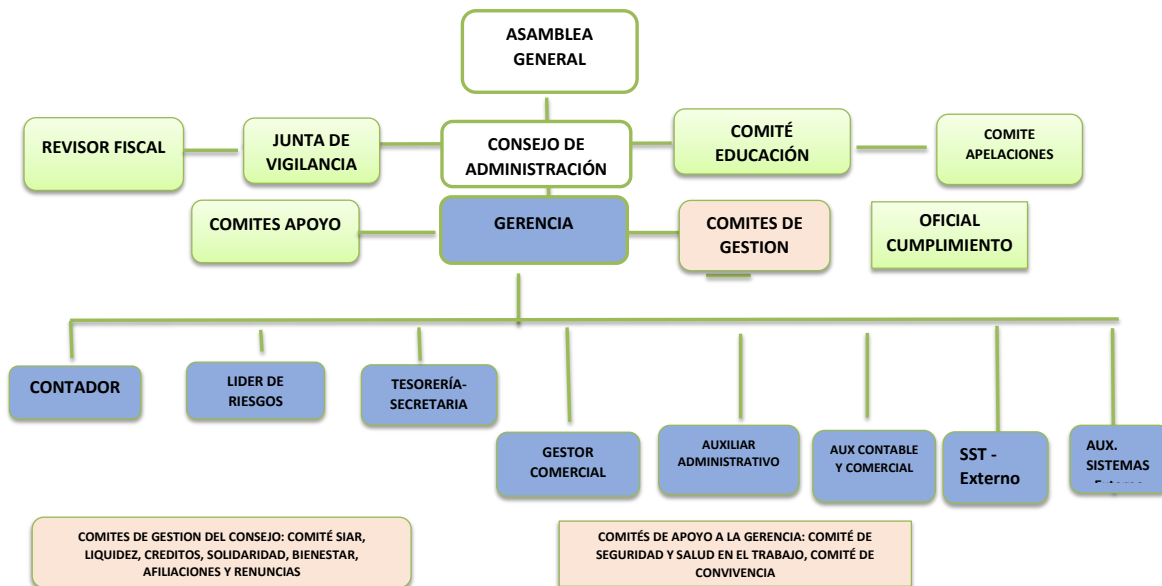 ASAMBLEA
GENERAL
REVISOR FISCAL
JUNTA DE
VIGILANCIA
CONSEJO DE
ADMINISTRACIÓN
COMITÉ
EDUCACIÓN
COMITE
APELACIONES
COMITES APOYO
GERENCIA
COMITES DE
GESTION
OFICIAL
CUMPLIMIENTO
CONTADOR
LIDER DE
RIESGOS
TESORERÍA-
SECRETARIA
GESTOR
COMERCIAL
AUXILIAR
ADMINISTRATIVO
AUX CONTABLE
Y COMERCIAL
SST -
Externo
AUX.
SISTEMAS
COMITES DE GESTION DEL CONSEJO: COMITÉ SIAR,
LIQUIDEZ, CREDITOS, SOLIDARIDAD, BIENESTAR,
AFILIACIONES Y RENUNCIAS
COMITÉS DE APOYO A LA GERENCIA: COMITÉ DE
SEGURIDAD Y SALUD EN EL TRABAJO, COMITÉ DE
CONVIVENCIA